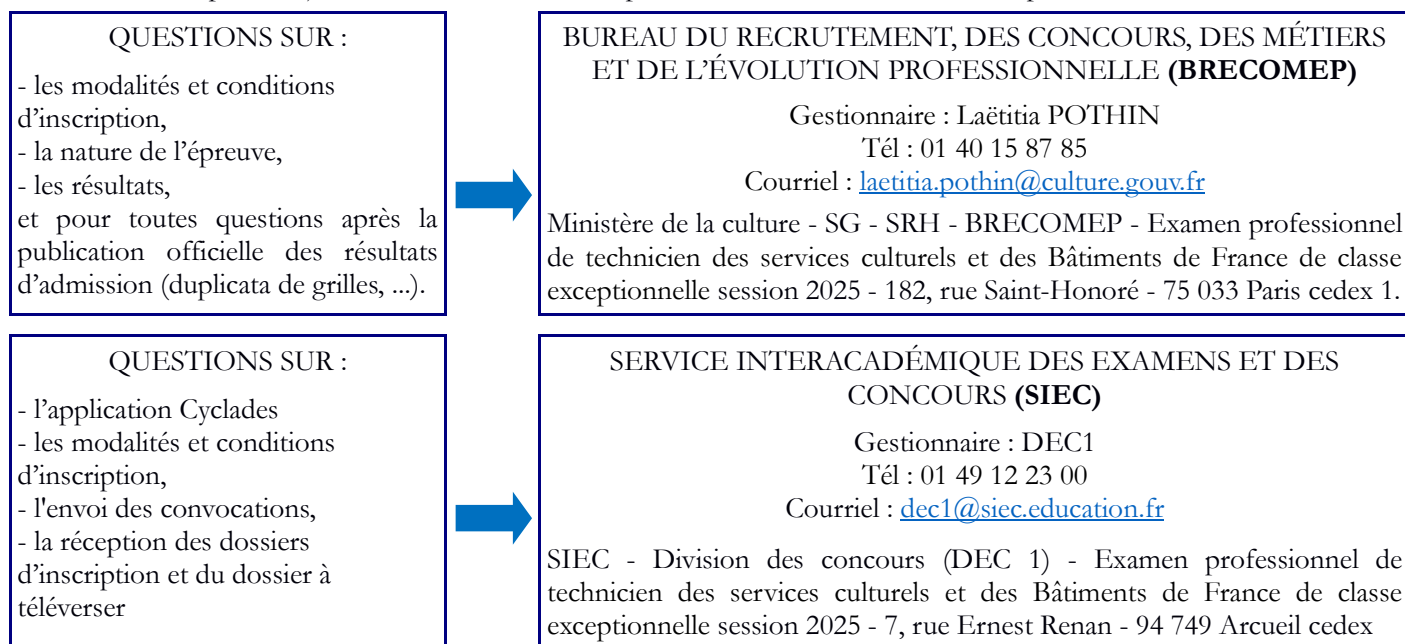 QUESTIONS SUR :
- les modalités et conditions
d’inscription,
- la nature de l’épreuve,
- les résultats,
et pour toutes questions après la
publication officielle des résultats
d’admission (duplicata de grilles, ...).
BUREAU DU RECRUTEMENT, DES CONCOURS, DES MÉTIERS
ET DE L’ÉVOLUTION PROFESSIONNELLE (BRECOMEP)
Gestionnaire : Laëtitia POTHIN
Tél : 01 40 15 87 85
Courriel : laetitia.pothin@culture.gouv.fr
Ministère de la culture - SG - SRH - BRECOMEP - Examen professionnel
de technicien des services culturels et des Bâtiments de France de classe
exceptionnelle session 2025 - 182, rue Saint-Honoré - 75 033 Paris cedex 1.
QUESTIONS SUR :
- l’application Cyclades
- les modalités et conditions
d’inscription,
- l'envoi des convocations,
- la réception des dossiers
d’inscription et du dossier à
téléverser
SERVICE INTERACADÉMIQUE DES EXAMENS ET DES
CONCOURS (SIEC)
Gestionnaire : DEC1
Tél : 01 49 12 23 00
Courriel : dec1@siec.education.fr
SIEC - Division des concours (DEC 1) - Examen professionnel de
technicien des services culturels et des Bâtiments de France de classe
exceptionnelle session 2025 - 7, rue Ernest Renan - 94 749 Arcueil cedex